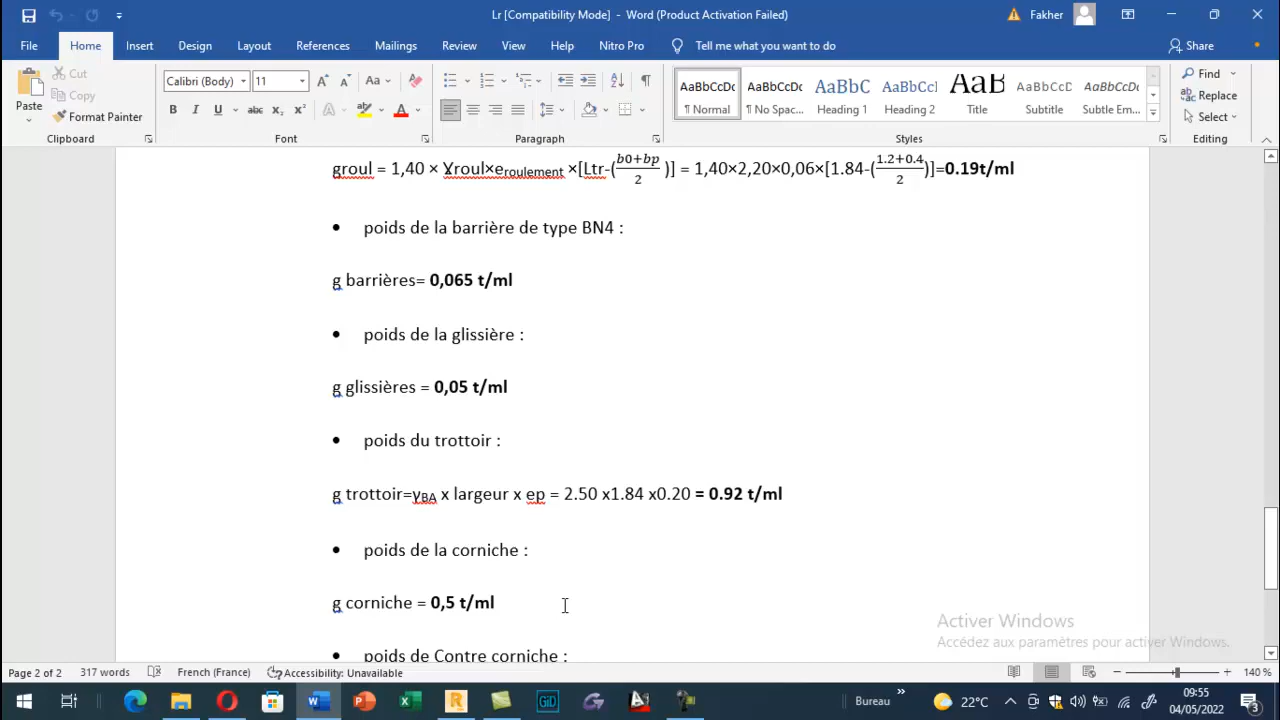 Lr [Compatibility Mode] - Word (Product Activation Failed)
Fakher
File Home Insert Design Layout References Mailings Review View Help Nitro Pro Tell me what you want to do Share
Paste
Cut
Copy
Format Painter
Clipboard
Calibri (Body) 11
Font
Paragraph
AaBbCcDc AaBbCcDc AaBbC AaBbCcD AaB AaBbCcD AaBbCcDc
¶ Normal ¶ No Spac... Heading 1 Heading 2 Title Subtitle Subtle Em...
Styles
Find
Replace
Select
Editing
groul = 1,40 × Ɣroul×eroulement ×[Ltr-(b0+bp/2 )] = 1,40×2,20×0,06×[1.84-(1.2+0.4/2)]=0.19t/ml
• poids de la barrière de type BN4 :
g barrières= 0,065 t/ml
• poids de la glissière :
g glissières = 0,05 t/ml
• poids du trottoir :
g trottoir=γBA x largeur x ep = 2.50 x1.84 x0.20 = 0.92 t/ml
• poids de la corniche :
g corniche = 0,5 t/ml
• poids de Contre corniche :
Activer Windows
Accédez aux paramètres pour activer Windows.
Page 2 of 2 317 words French (France) Accessibility: Unavailable 140 %
Bureau 22°C 09:55
04/05/2022